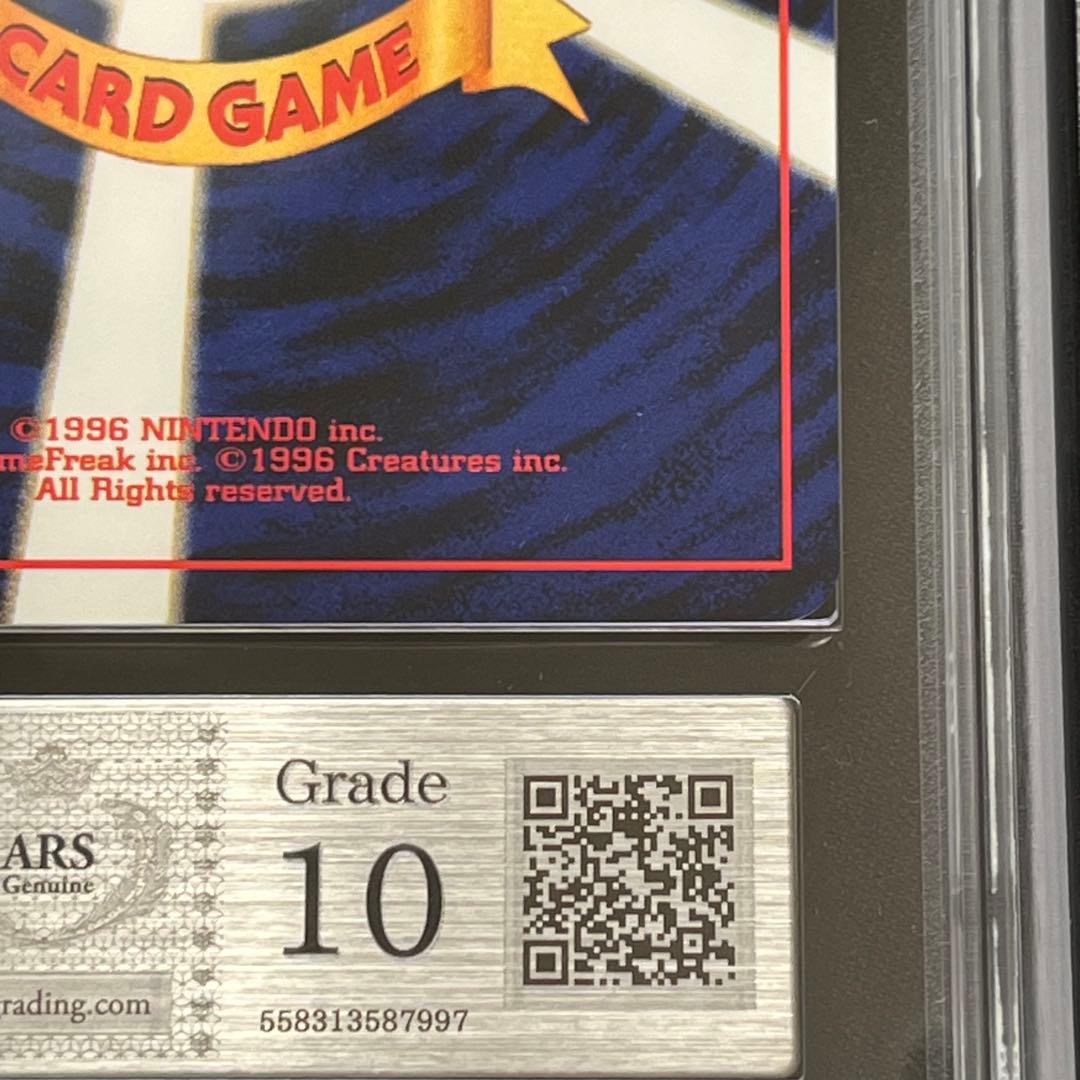 CARD GAME
©1996 NINTENDO inc.
meFreak inc. ©1996 Creatures inc.
All Rights reserved.
Grade
ARS
10
Genuine
rading.com
558313587997